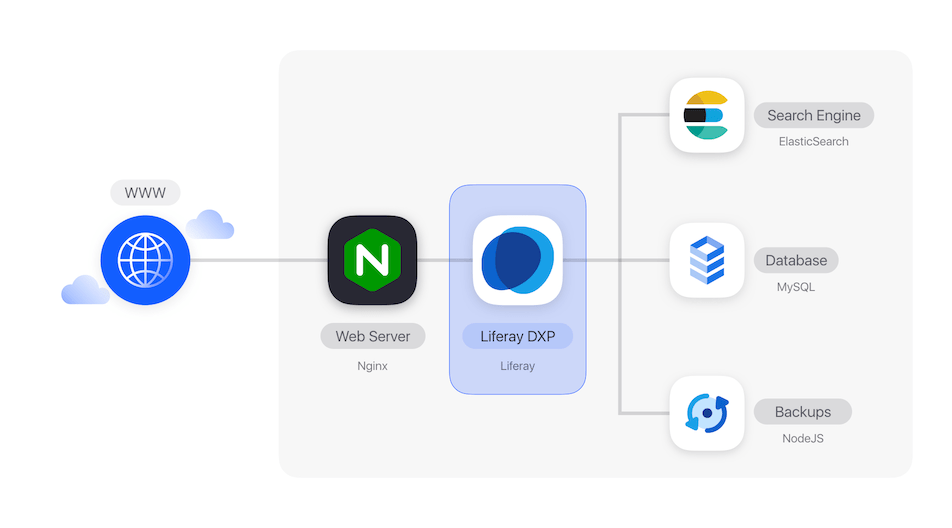 WWW
Web Server
Nginx
Liferay DXP
Liferay
Search Engine
ElasticSearch
Database
MySQL
Backups
NodeJS